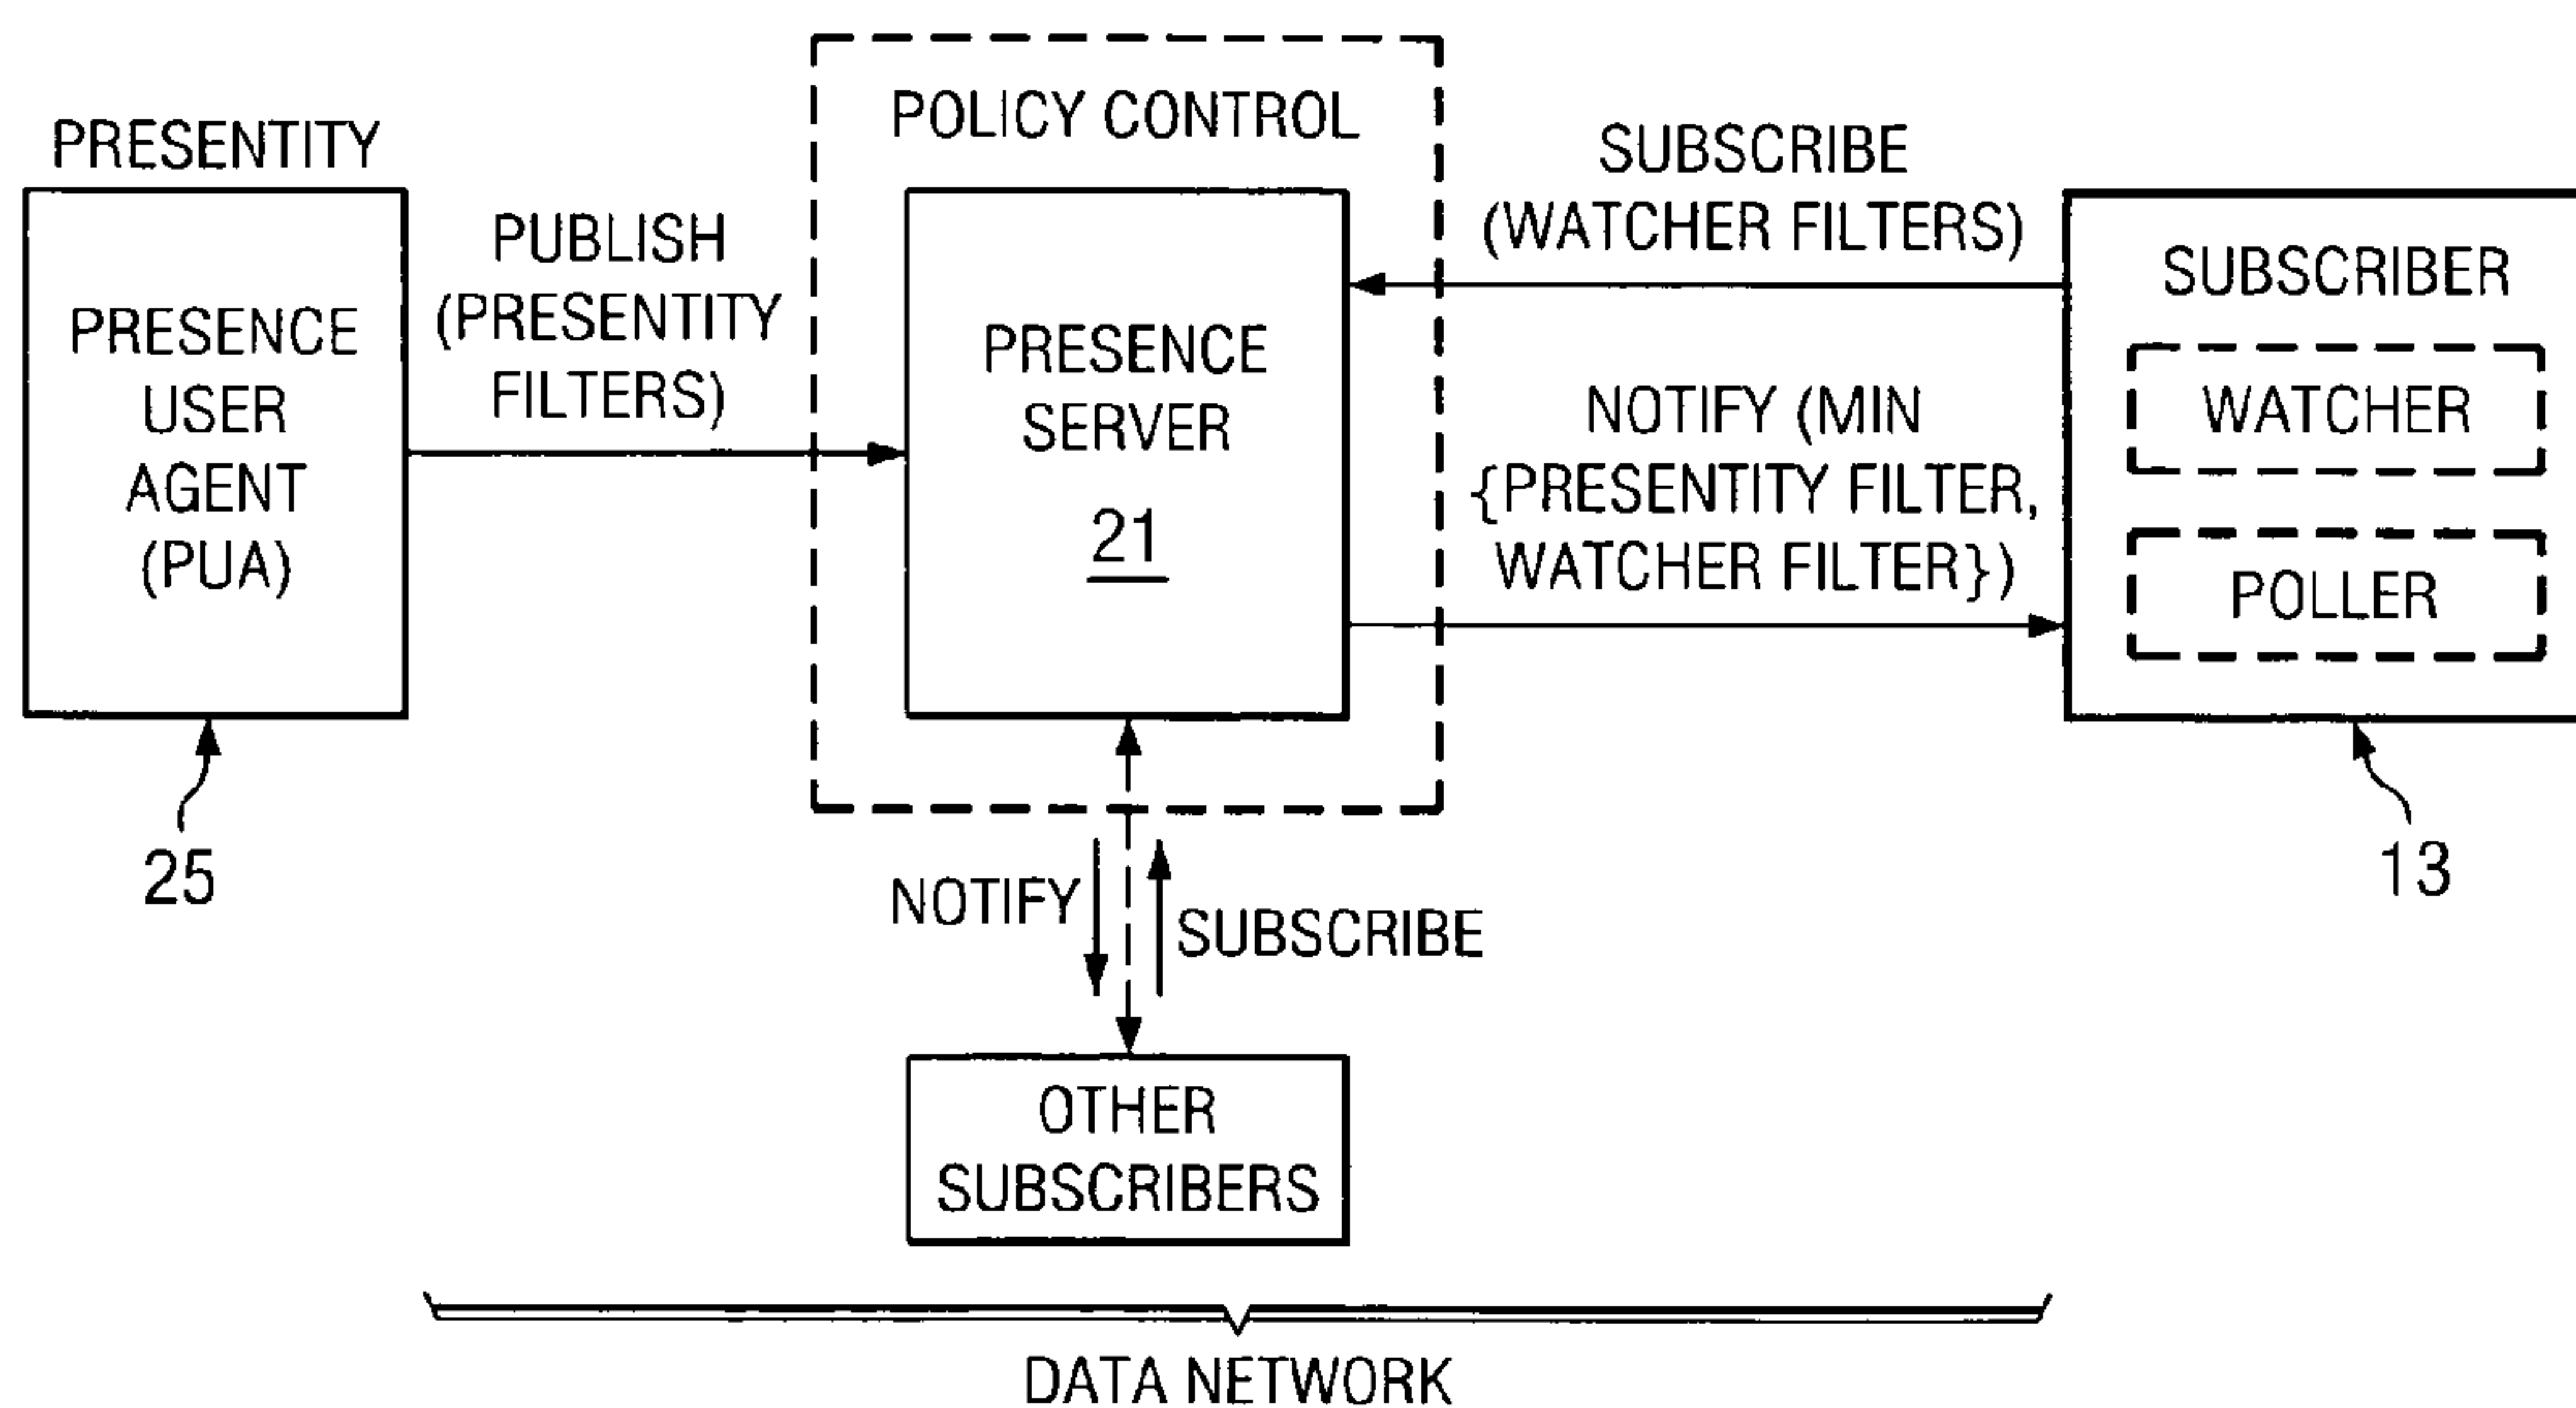 PRESENTITY
PRESENCE
USER
AGENT
(PUA)
25
PUBLISH
(PRESENTITY
FILTERS)
POLICY CONTROL
PRESENCE
SERVER
21
SUBSCRIBE
(WATCHER FILTERS)
NOTIFY (MIN
{PRESENTITY FILTER,
WATCHER FILTER})
SUBSCRIBER
WATCHER
POLLER
13
NOTIFY
SUBSCRIBE
OTHER
SUBSCRIBERS
DATA NETWORK